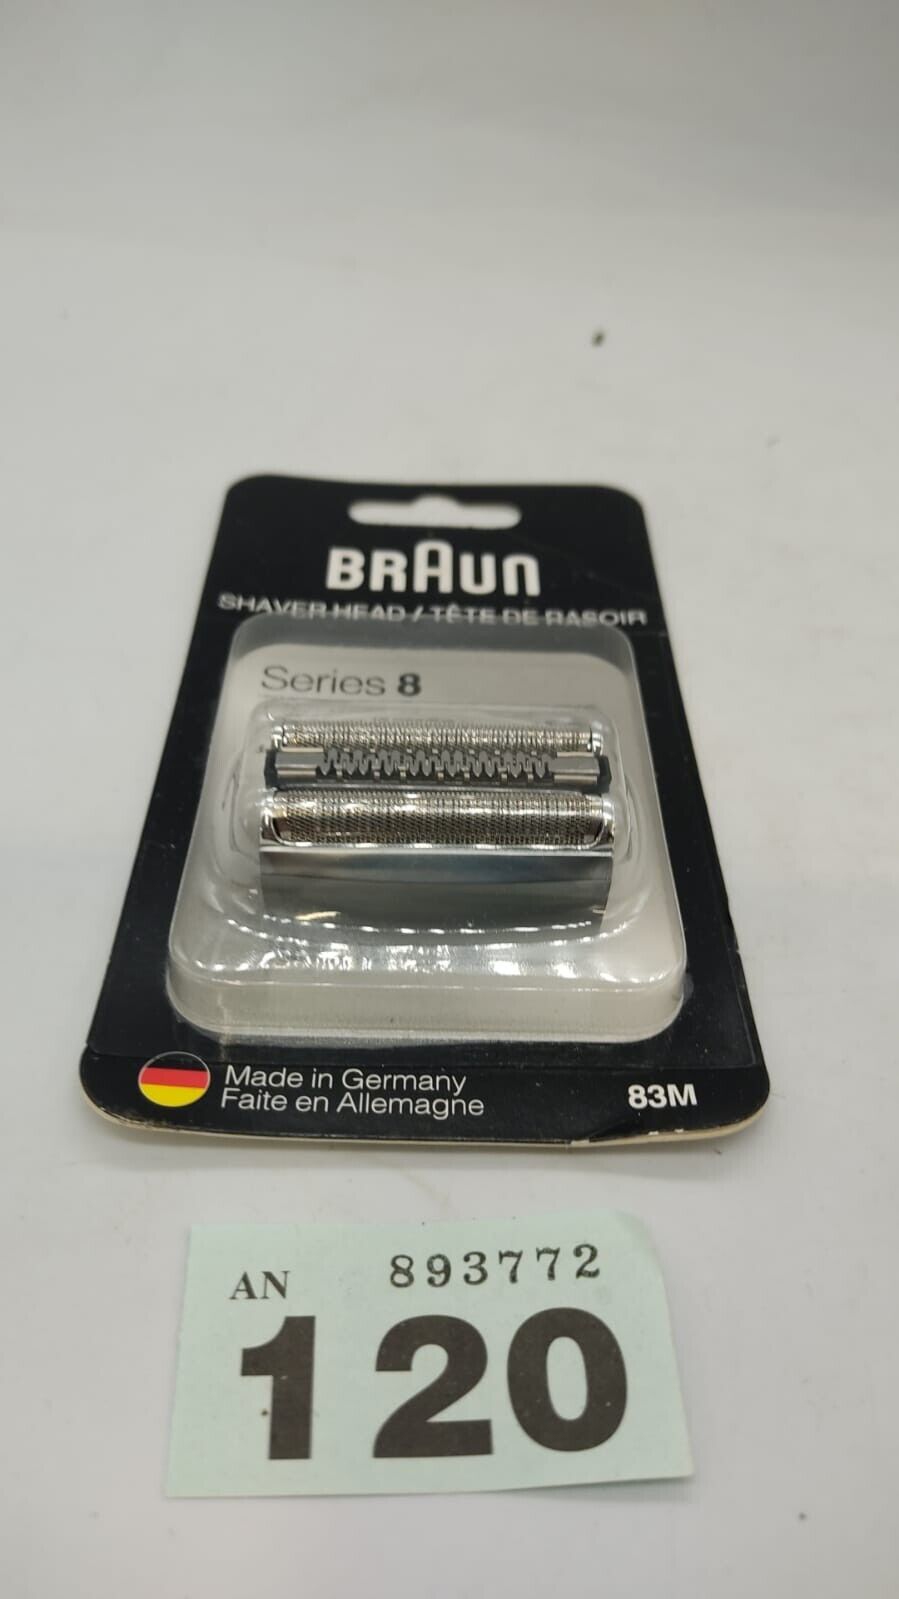 BRAUN
SHAVER HEAD / TÊTE DE RASOIR
Series 8
Made in Germany
Faite en Allemagne
83M
AN 893772
120